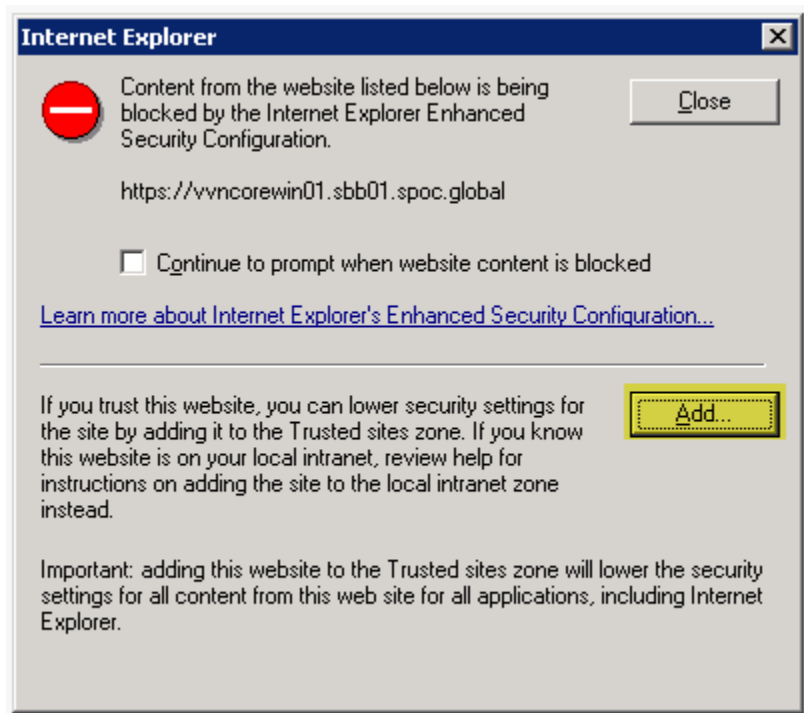 Internet Explorer
Content from the website listed below is being
blocked by the Internet Explorer Enhanced
Security Configuration.
Close
https://vvncorewin01.sbb01.spoc.global
Continue to prompt when website content is blocked
Learn more about Internet Explorer's Enhanced Security Configuration...
If you trust this website, you can lower security settings for
the site by adding it to the Trusted sites zone. If you know
this website is on your local intranet, review help for
instructions on adding the site to the local intranet zone
instead.
Add...
Important: adding this website to the Trusted sites zone will lower the security
settings for all content from this web site for all applications, including Internet
Explorer.